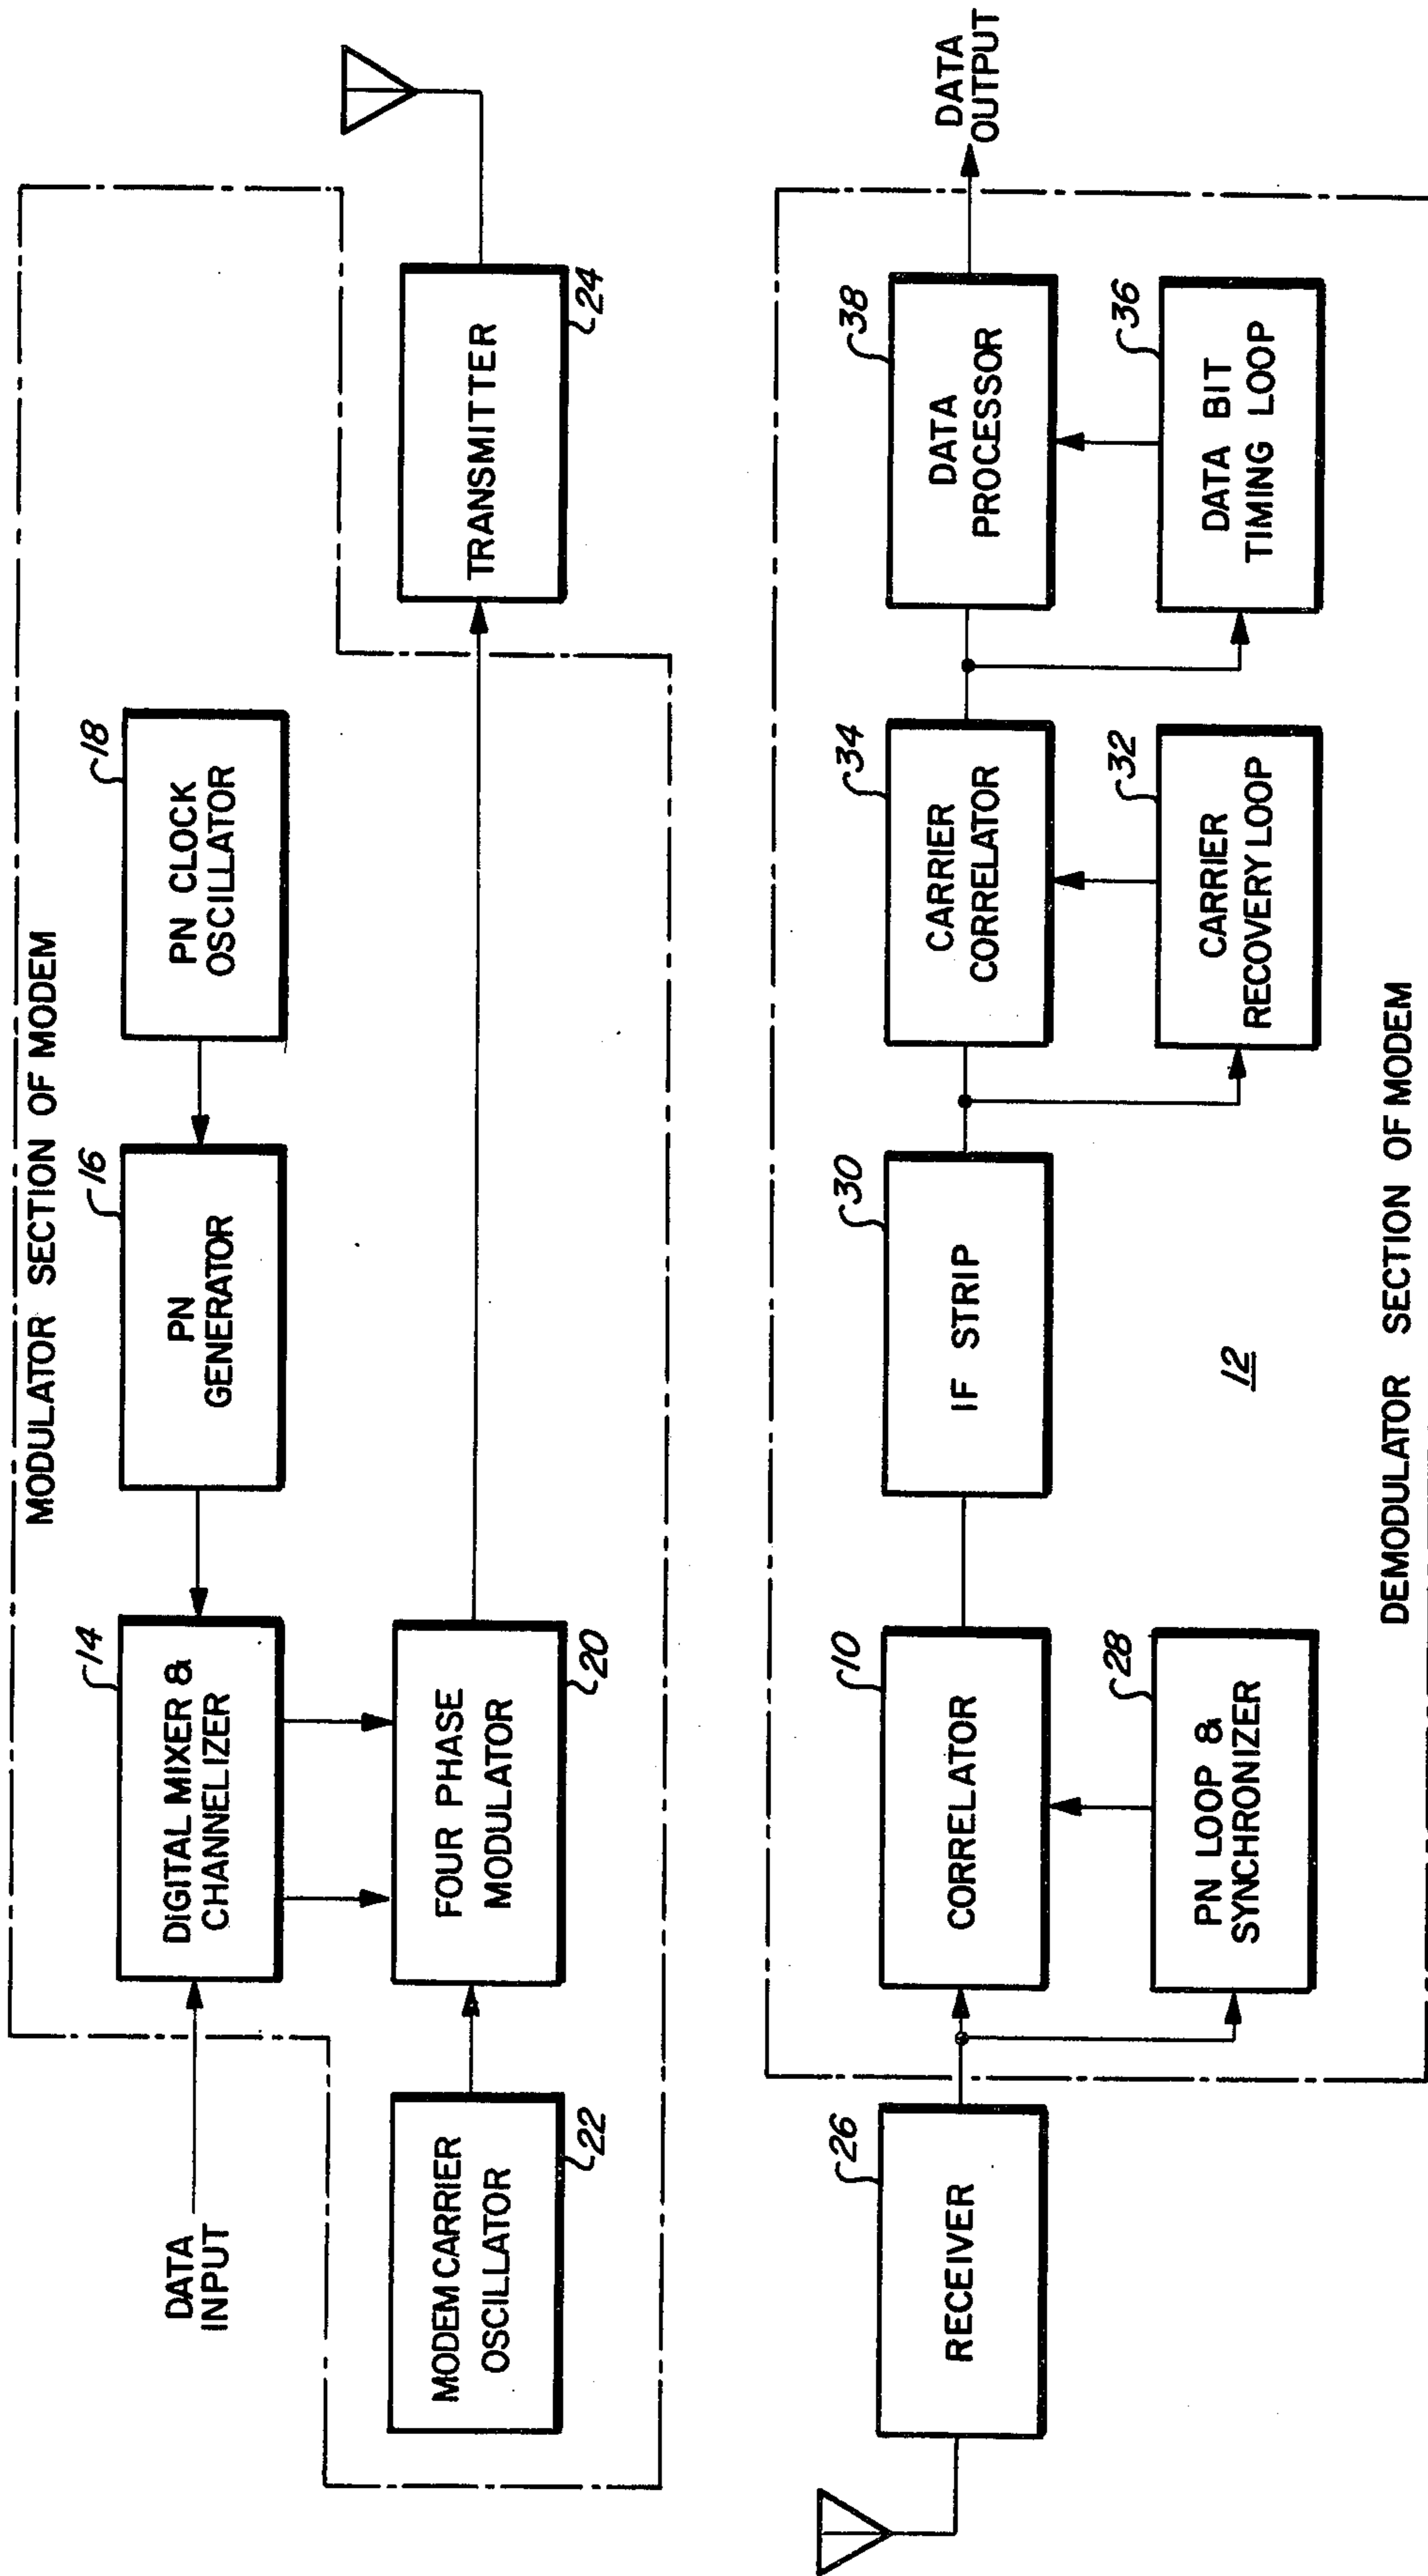 MODULATOR SECTION OF MODEM
DATA
INPUT
14
DIGITAL MIXER &
CHANNELIZER
16
PN
GENERATOR
18
PN CLOCK
OSCILLATOR
MODEM CARRIER
OSCILLATOR
22
FOUR PHASE
MODULATOR
20
TRANSMITTER
24
26
RECEIVER
10
CORRELATOR
28
PN LOOP &
SYNCHRONIZER
30
IF STRIP
12
34
CARRIER
CORRELATOR
32
CARRIER
RECOVERY LOOP
38
DATA
PROCESSOR
36
DATA BIT
TIMING LOOP
DATA
OUTPUT
DEMODULATOR SECTION OF MODEM